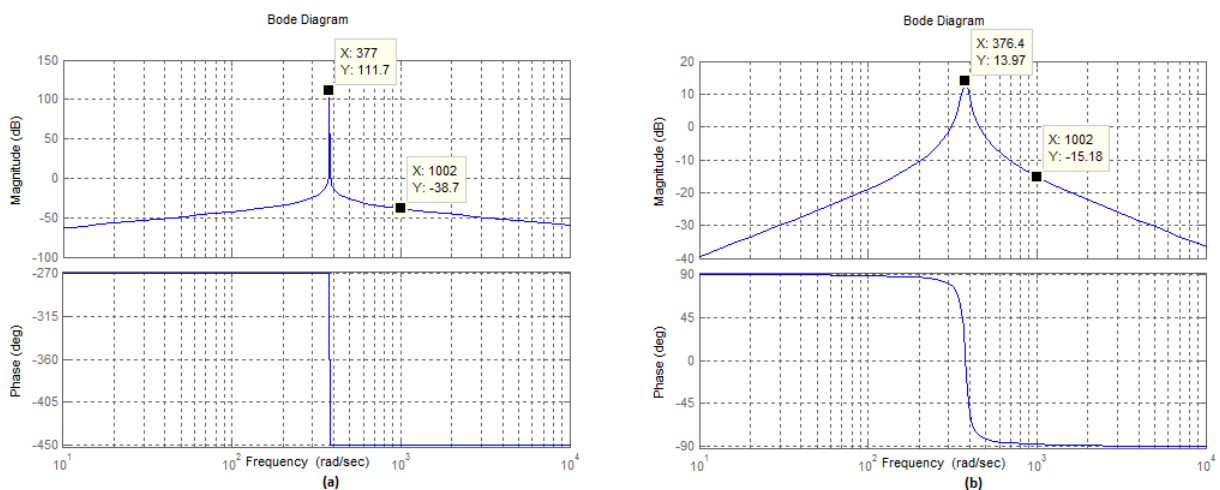 Bode Diagram
X: 377
Y: 111.7
X: 1002
Y: -38.7
Magnitude (dB)
150
100
50
0
-50
-100
Phase (deg)
-270
-315
-360
-405
-450
10^1
10^2
10^3
10^4
Frequency (rad/sec)
(a)
Bode Diagram
X: 376.4
Y: 13.97
X: 1002
Y: -15.18
Magnitude (dB)
20
10
0
-10
-20
-30
-40
Phase (deg)
90
45
0
-45
-90
10^1
10^2
10^3
10^4
Frequency (rad/sec)
(b)